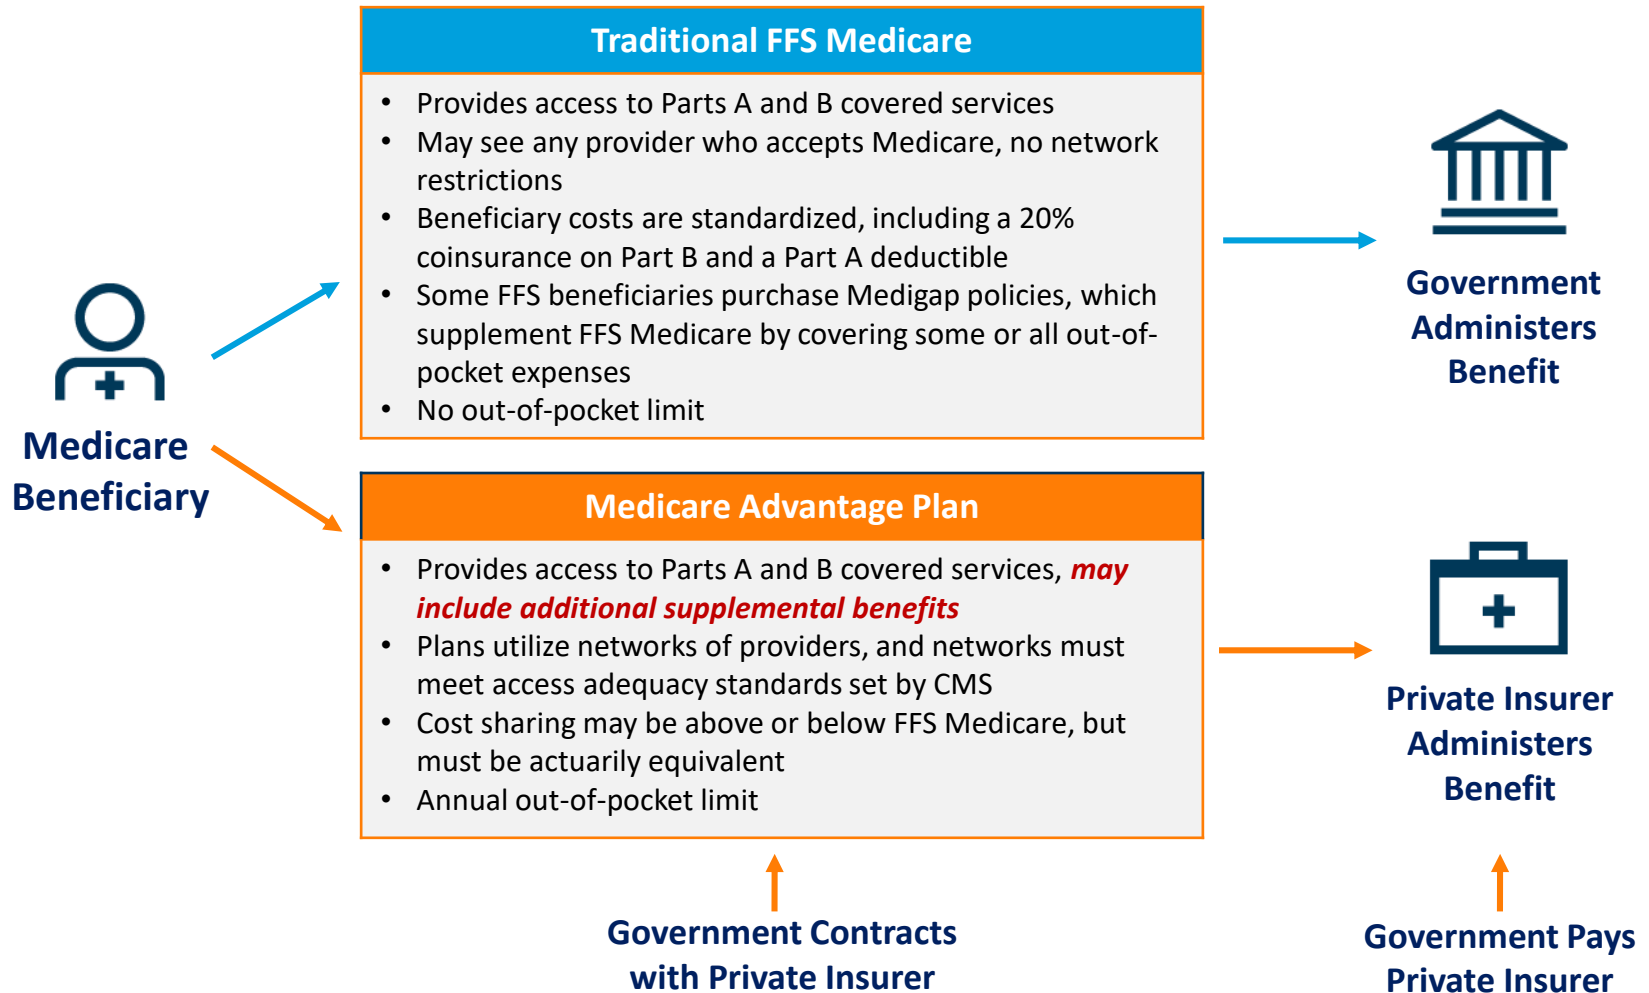 Traditional FFS Medicare
• Provides access to Parts A and B covered services
• May see any provider who accepts Medicare, no network
restrictions
• Beneficiary costs are standardized, including a 20%
coinsurance on Part B and a Part A deductible
• Some FFS beneficiaries purchase Medigap policies, which
supplement FFS Medicare by covering some or all out-of-
pocket expenses
• No out-of-pocket limit
Government
Administers
Benefit
Medicare
Beneficiary
Medicare Advantage Plan
• Provides access to Parts A and B covered services, may
include additional supplemental benefits
• Plans utilize networks of providers, and networks must
meet access adequacy standards set by CMS
• Cost sharing may be above or below FFS Medicare, but
must be actuarily equivalent
• Annual out-of-pocket limit
Private Insurer
Administers
Benefit
Government Contracts
with Private Insurer
Government Pays
Private Insurer